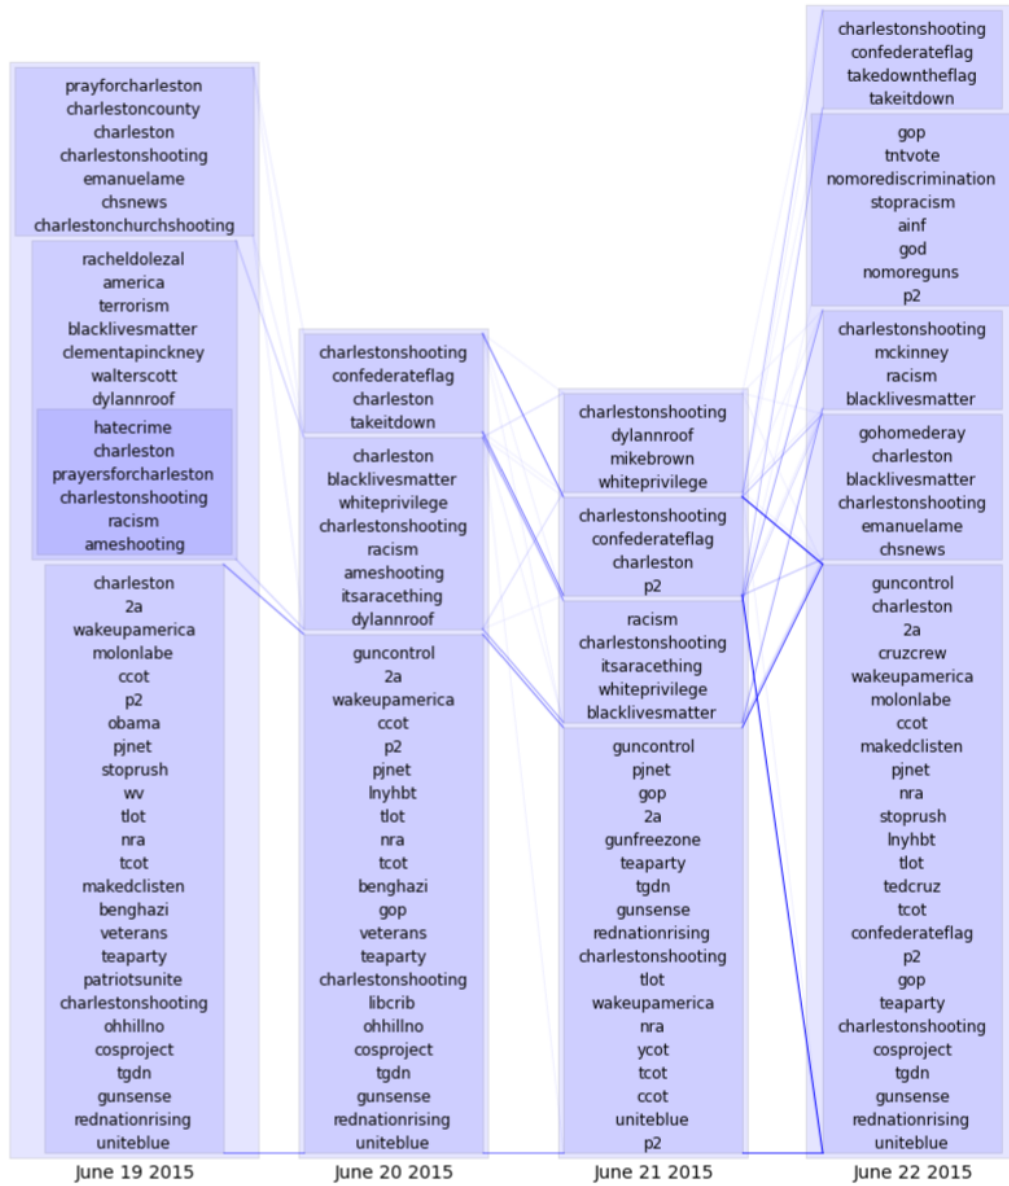 prayforcharleston
charlestoncounty
charleston
charlestonshooting
emanuelame
chsnews
charlestonchurchshooting
racheldolezal
america
terrorism
blacklivesmatter
clementapinckney
walterscott
dylannroof
hatecrime
charleston
prayersforcharleston
charlestonshooting
racism
ameshooting
charleston
2a
wakeupamerica
molonlabe
ccot
p2
obama
pjnet
stoprush
wv
tlot
nra
tcot
makedclisten
benghazi
veterans
teaparty
patriotsunite
charlestonshooting
ohhillno
cosproject
tgdn
gunsense
rednationrising
uniteblue
June 19 2015
charlestonshooting
confederateflag
charleston
takeitdown
charleston
blacklivesmatter
whiteprivilege
charlestonshooting
racism
ameshooting
itsaracething
dylannroof
guncontrol
2a
wakeupamerica
ccot
p2
pjnet
lnyhbt
tlot
nra
tcot
benghazi
gop
veterans
teaparty
charlestonshooting
libcrib
ohhillno
cosproject
tgdn
gunsense
rednationrising
uniteblue
June 20 2015
charlestonshooting
dylannroof
mikebrown
whiteprivilege
charlestonshooting
confederateflag
charleston
p2
racism
charlestonshooting
itsaracething
whiteprivilege
blacklivesmatter
guncontrol
pjnet
gop
2a
gunfreezone
teaparty
tgdn
gunsense
rednationrising
charlestonshooting
tlot
wakeupamerica
nra
ycot
tcot
ccot
uniteblue
p2
June 21 2015
charlestonshooting
confederateflag
takedowntheflag
takeitdown
gop
tntvote
nomorediscrimination
stopracism
ainf
god
nomoreguns
p2
charlestonshooting
mckinney
racism
blacklivesmatter
gohomederay
charleston
blacklivesmatter
charlestonshooting
emanuelame
chsnews
guncontrol
charleston
2a
cruzcrew
wakeupamerica
molonlabe
ccot
makedclisten
pjnet
nra
stoprush
lnyhbt
tlot
tedcruz
tcot
confederateflag
p2
gop
teaparty
charlestonshooting
cosproject
tgdn
gunsense
rednationrising
uniteblue
June 22 2015